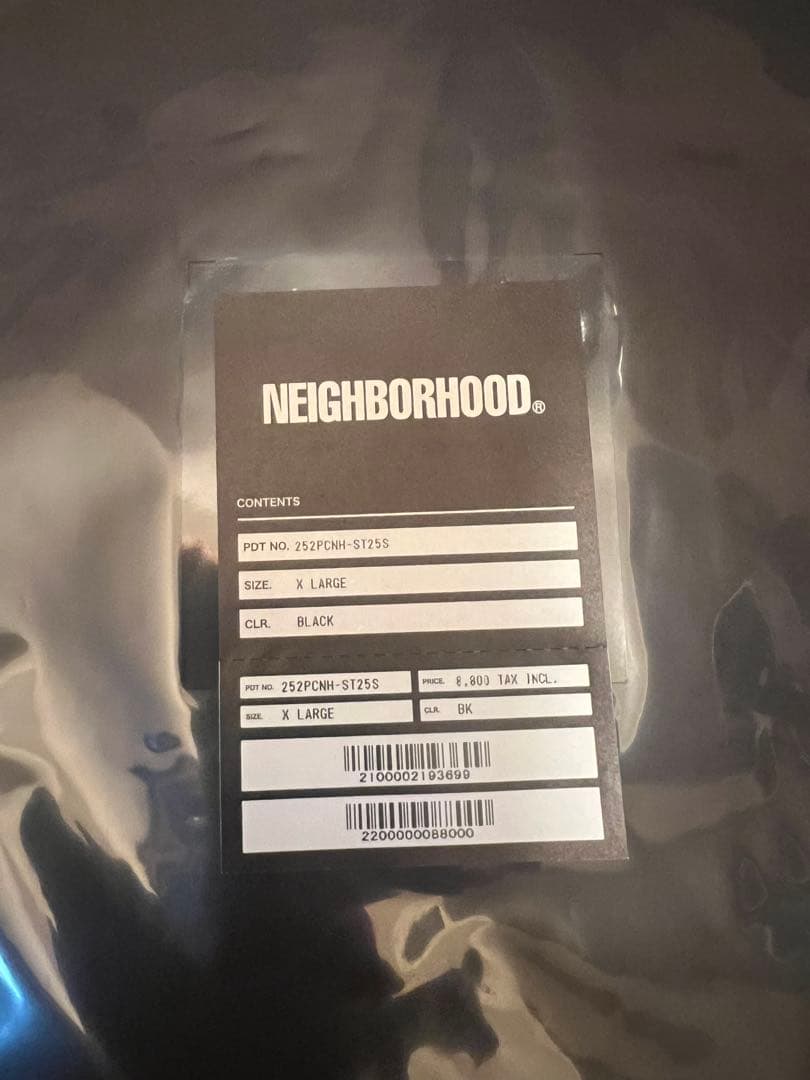 NEIGHBORHOOD®
CONTENTS
PDT NO. 252PCNH-ST25S
SIZE. X LARGE
CLR. BLACK
PDT NO. 252PCNH-ST25S PRICE. 8,800 TAX INCL.
SIZE. X LARGE CLR. BK
2100002193699
2200000088000